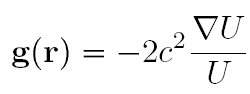 g(r) = −2c² ∇U / U